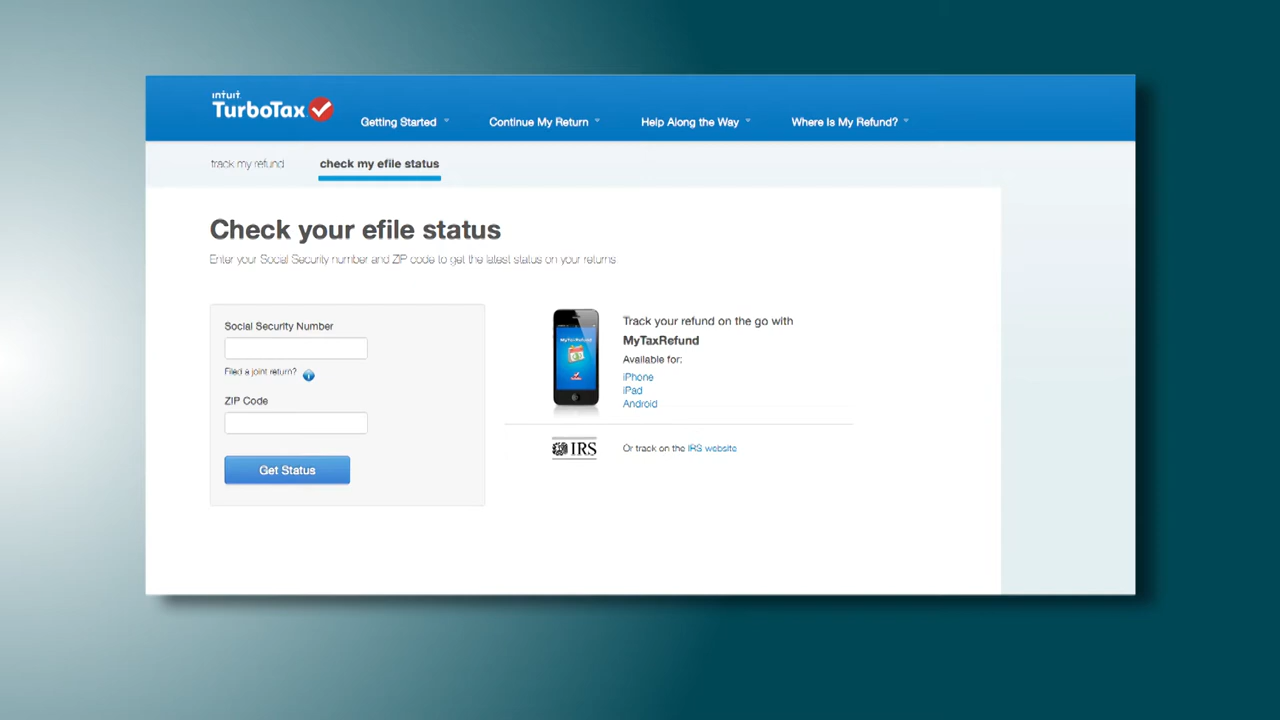 intuit
TurboTax
Getting Started
Continue My Return
Help Along the Way
Where Is My Refund?
track my refund
check my efile status
Check your efile status
Enter your Social Security number and ZIP code to get the latest status on your returns.
Social Security Number
Filed a joint return?
ZIP Code
Get Status
MyTaxRefund
Track your refund on the go with
MyTaxRefund
Available for:
iPhone
iPad
Android
IRS
Or track on the IRS website